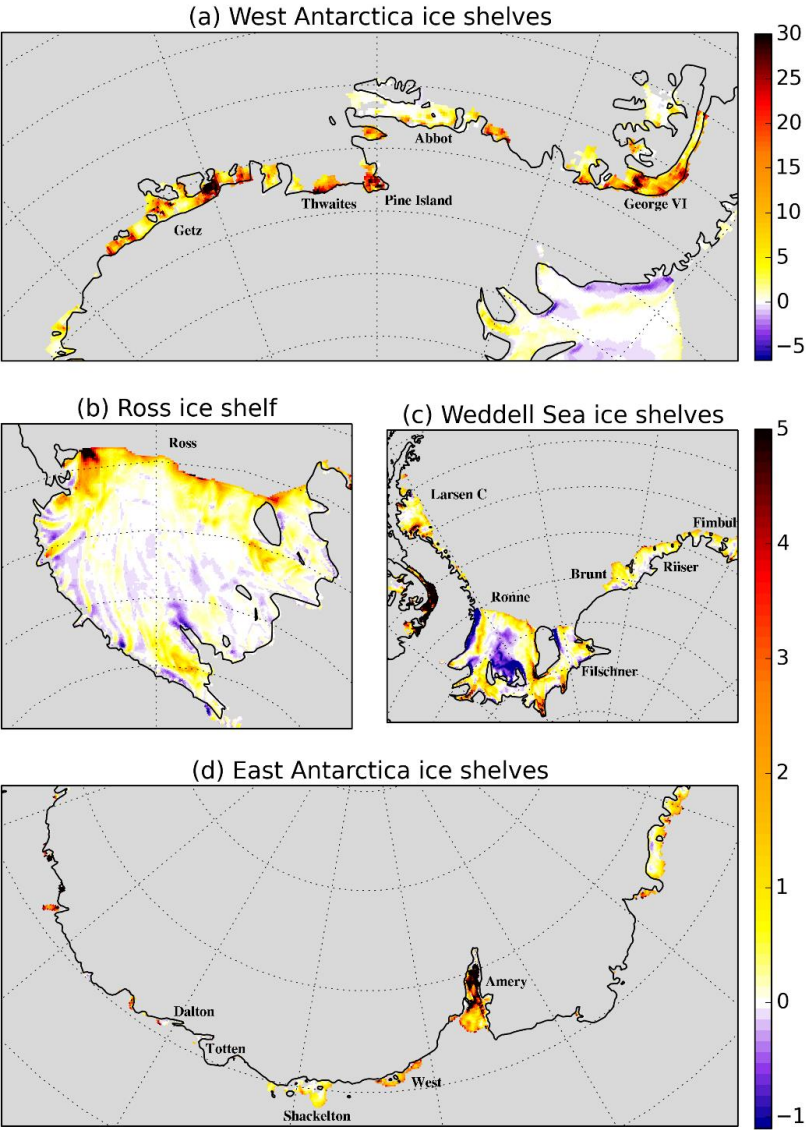 (a) West Antarctica ice shelves
30
25
20
15
10
5
0
−5
Abbot
Getz
Thwaites
Pine Island
George VI
(b) Ross ice shelf
Ross
(c) Weddell Sea ice shelves
Larsen C
Fimbul
Brunt
Riiser
Ronne
Filschner
5
4
3
2
1
0
−1
(d) East Antarctica ice shelves
Amery
Dalton
Totten
West
Shackelton